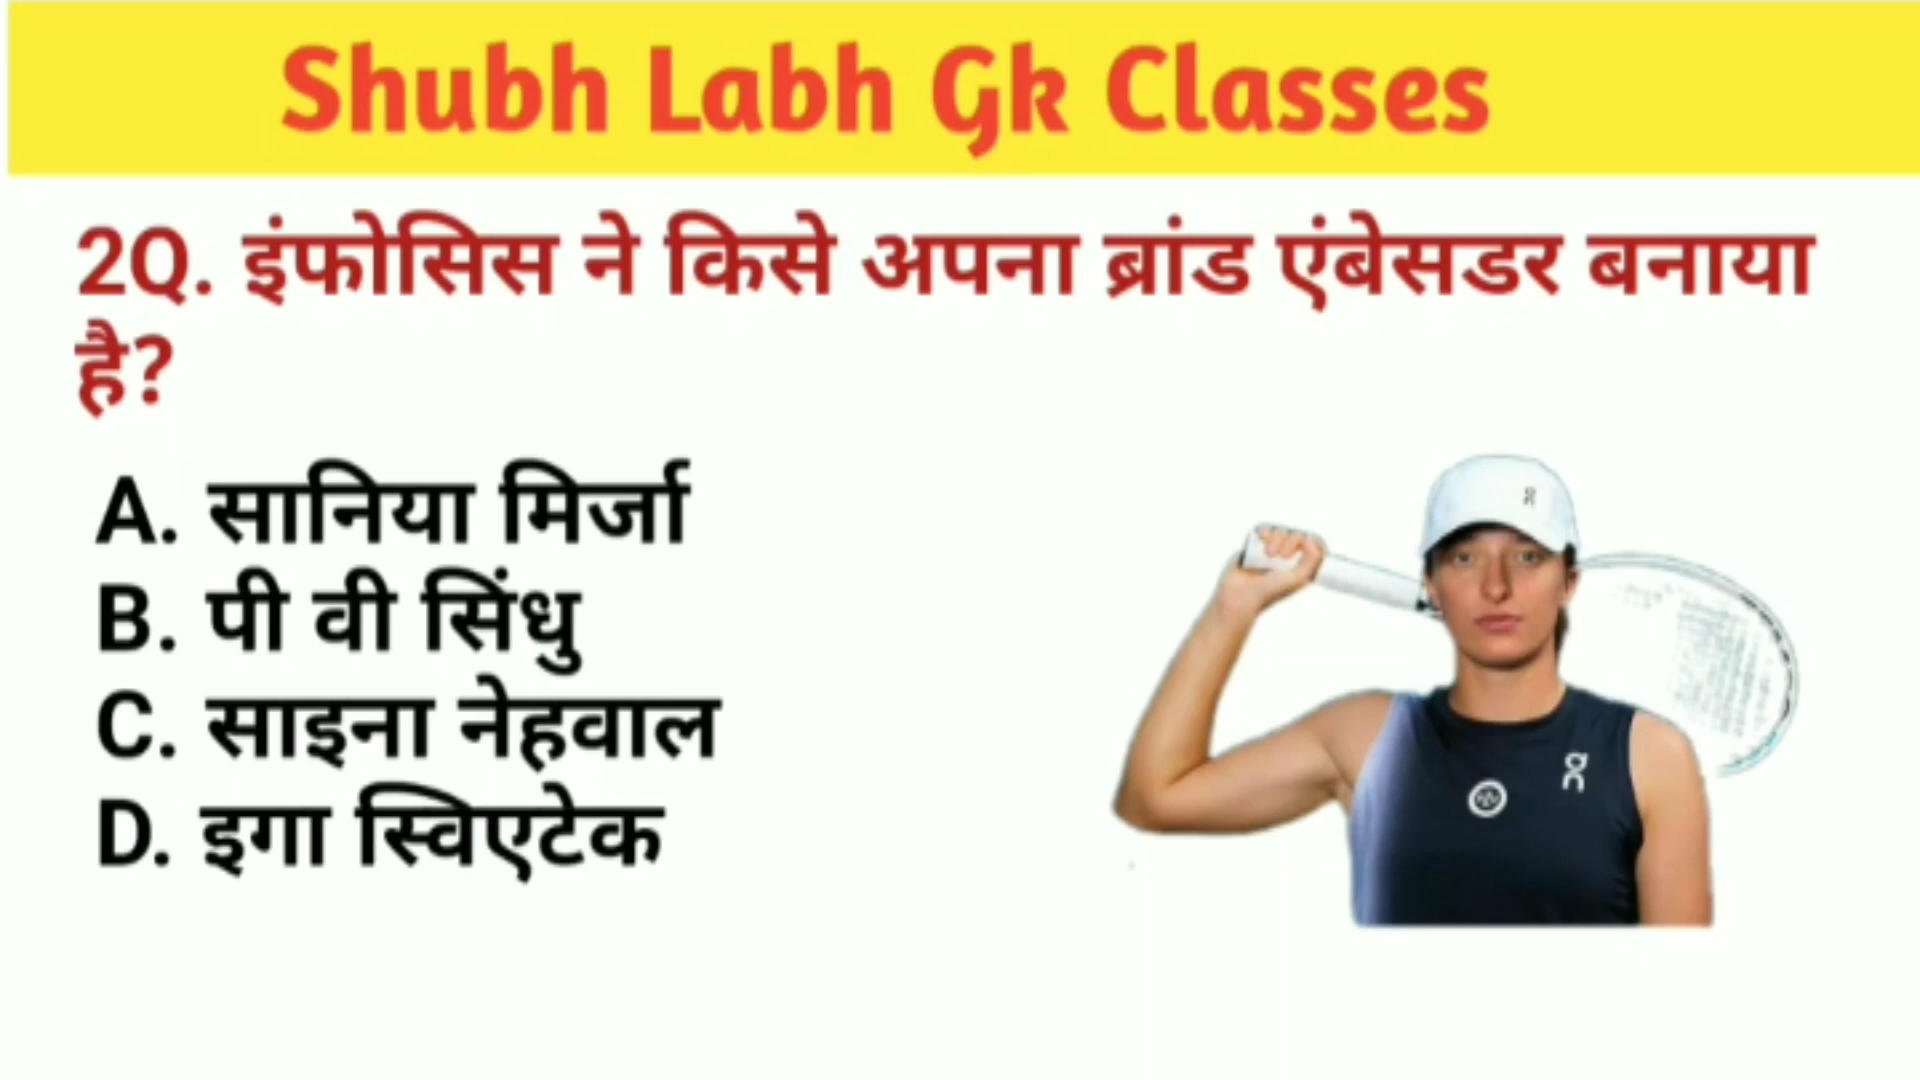 Shubh Labh Gk Classes
2Q. इंफोसिस ने किसे अपना ब्रांड एंबेसडर बनाया
है?
A. सानिया मिर्जा
B. पी वी सिंधु
C. साइना नेहवाल
D. इगा स्विएटेक